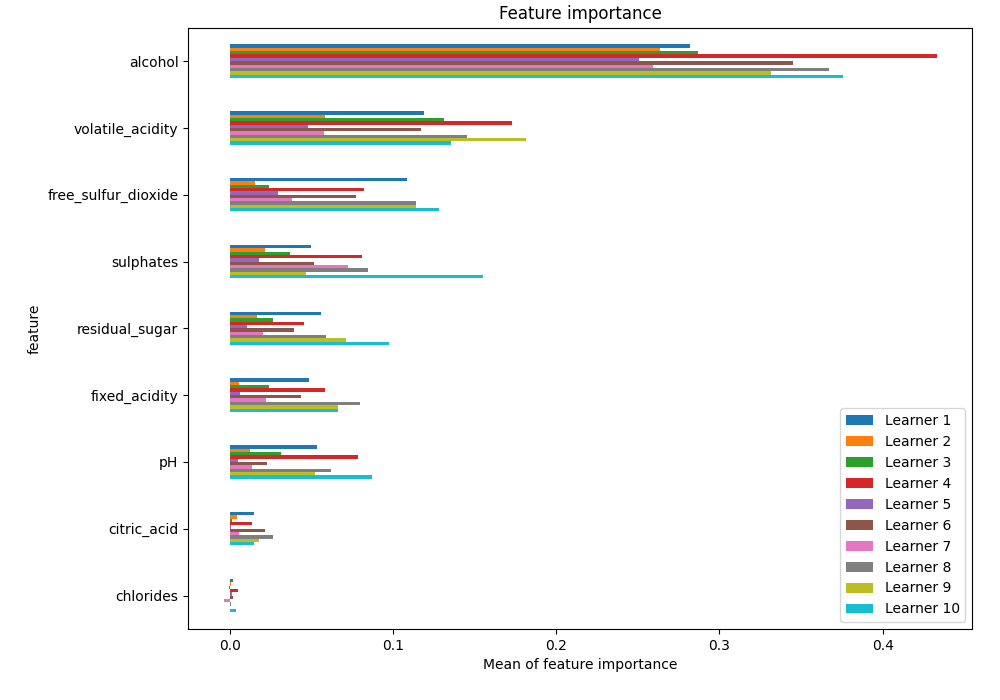 Feature importance
alcohol
volatile_acidity
free_sulfur_dioxide
sulphates
residual_sugar
fixed_acidity
pH
citric_acid
chlorides
feature
0.0 0.1 0.2 0.3 0.4
Mean of feature importance
Learner 1
Learner 2
Learner 3
Learner 4
Learner 5
Learner 6
Learner 7
Learner 8
Learner 9
Learner 10